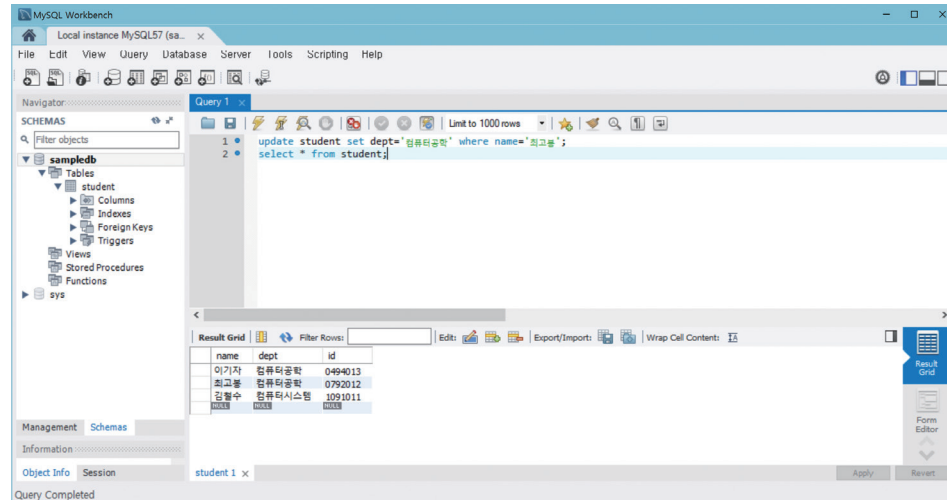 MySQL Workbench
Local instance MySQL57 (sa... ×
File Edit View Query Database Server Tools Scripting Help
Navigator
Query 1 ×
SCHEMAS
Limit to 1000 rows
Filter objects
1 update student set dept='컴퓨터공학' where name='최고봉';
2 select * from student;
sampledb
Tables
student
Columns
Indexes
Foreign Keys
Triggers
Views
Stored Procedures
Functions
sys
Result Grid Filter Rows: Edit: Export/Import: Wrap Cell Content:
name dept id
이기자 컴퓨터공학 0494013
최고봉 컴퓨터공학 0792012
김철수 컴퓨터시스템 1091011
NULL NULL NULL
Result
Grid
Form
Editor
Management Schemas
Information
Object Info Session
student 1 ×
Apply Revert
Query Completed